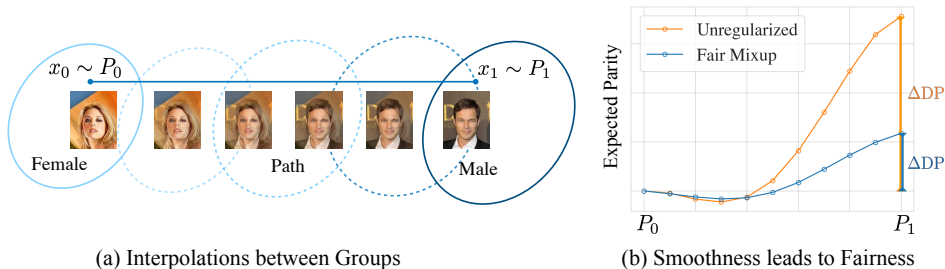 x₀ ∼ P₀
x₁ ∼ P₁
Female
Path
Male
(a) Interpolations between Groups
Unregularized
Fair Mixup
Expected Parity
ΔDP
ΔDP
P₀
P₁
(b) Smoothness leads to Fairness